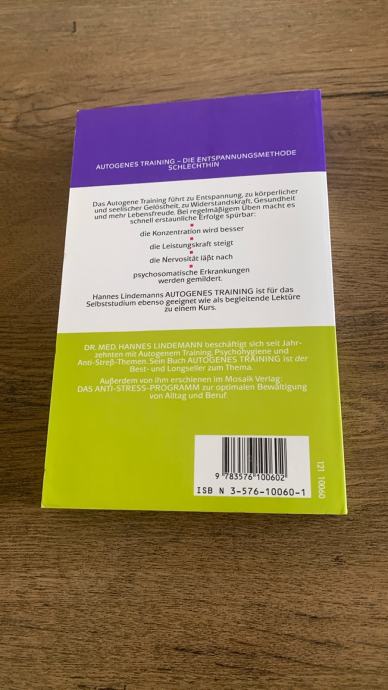 AUTOGENES TRAINING – DIE ENTSPANNUNGSMETHODE
SCHLECHTHIN
Das Autogene Training führt zu Entspannung, zu körperlicher
und seelischer Gelöstheit, zu Widerstandskraft, Gesundheit
und mehr Lebensfreude. Bei regelmäßigem Üben macht es
schnell erstaunliche Erfolge spürbar:
die Konzentration wird besser
die Leistungskraft steigt
die Nervosität läßt nach
psychosomatische Erkrankungen
werden gemildert.
Hannes Lindemanns AUTOGENES TRAINING ist für das
Selbststudium ebenso geeignet wie als begleitende Lektüre
zu einem Kurs.
DR. MED. HANNES LINDEMANN beschäftigt sich seit Jahr-
zehnten mit Autogenem Training, Psychohygiene und
Anti-Streß-Themen. Sein Buch AUTOGENES TRAINING ist der
Best- und Longseller zum Thema.
Außerdem von ihm erschienen im Mosaik Verlag:
DAS ANTI-STRESS-PROGRAMM zur optimalen Bewältigung
von Alltag und Beruf.
9 783576 100602
ISBN 3-576-10060-1
121 10060